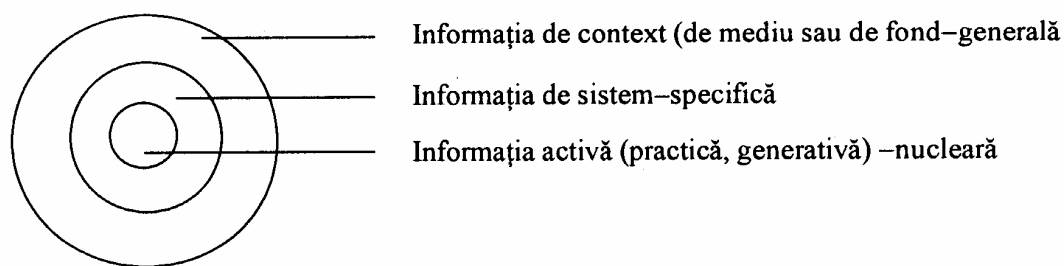 Informația de context (de mediu sau de fond–generală
Informația de sistem–specifică
Informația activă (practică, generativă) –nucleară